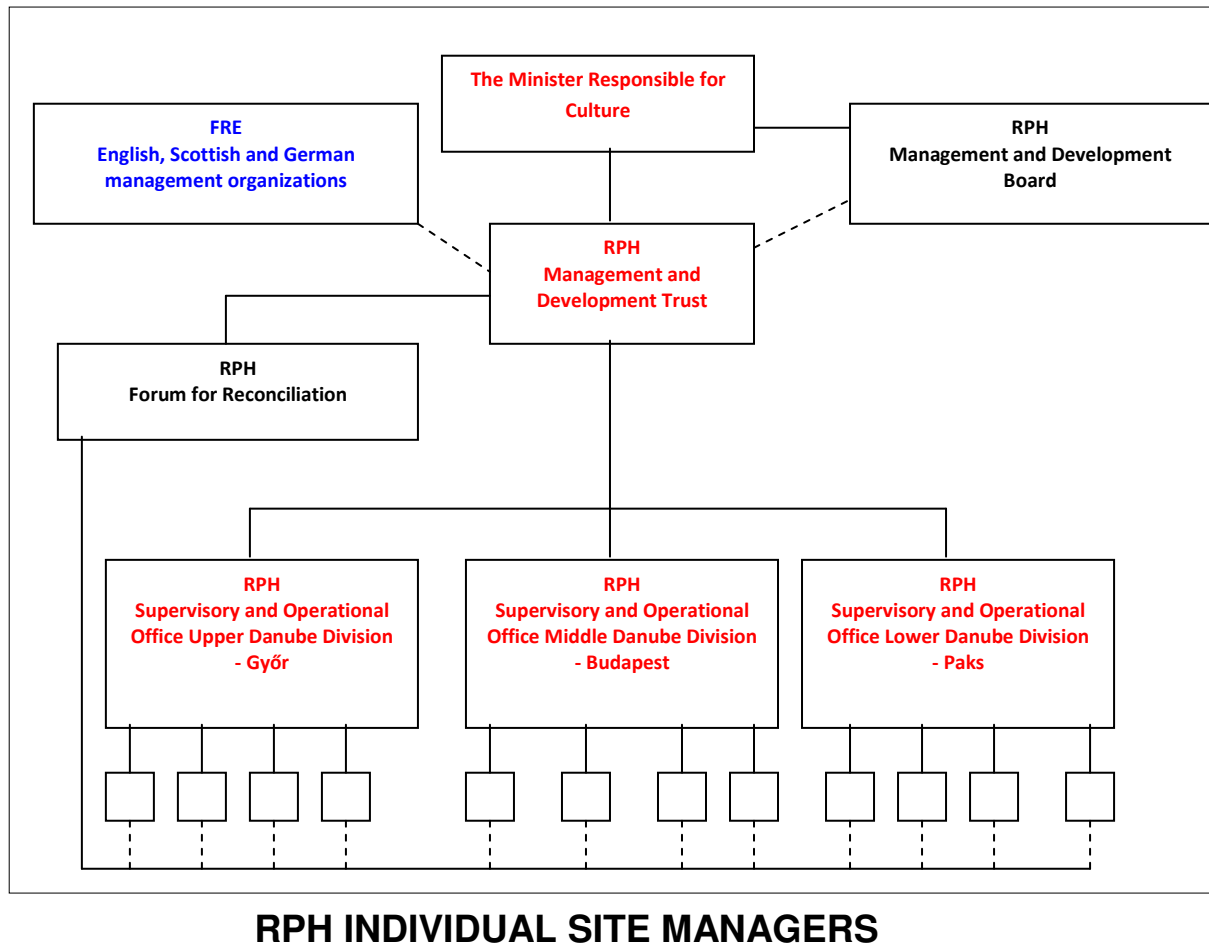 The Minister Responsible for
Culture
FRE
English, Scottish and German
management organizations
RPH
Management and Development
Board
RPH
Management and
Development Trust
RPH
Forum for Reconciliation
RPH
Supervisory and Operational
Office Upper Danube Division
- Győr
RPH
Supervisory and Operational
Office Middle Danube Division
- Budapest
RPH
Supervisory and Operational
Office Lower Danube Division
- Paks
RPH INDIVIDUAL SITE MANAGERS